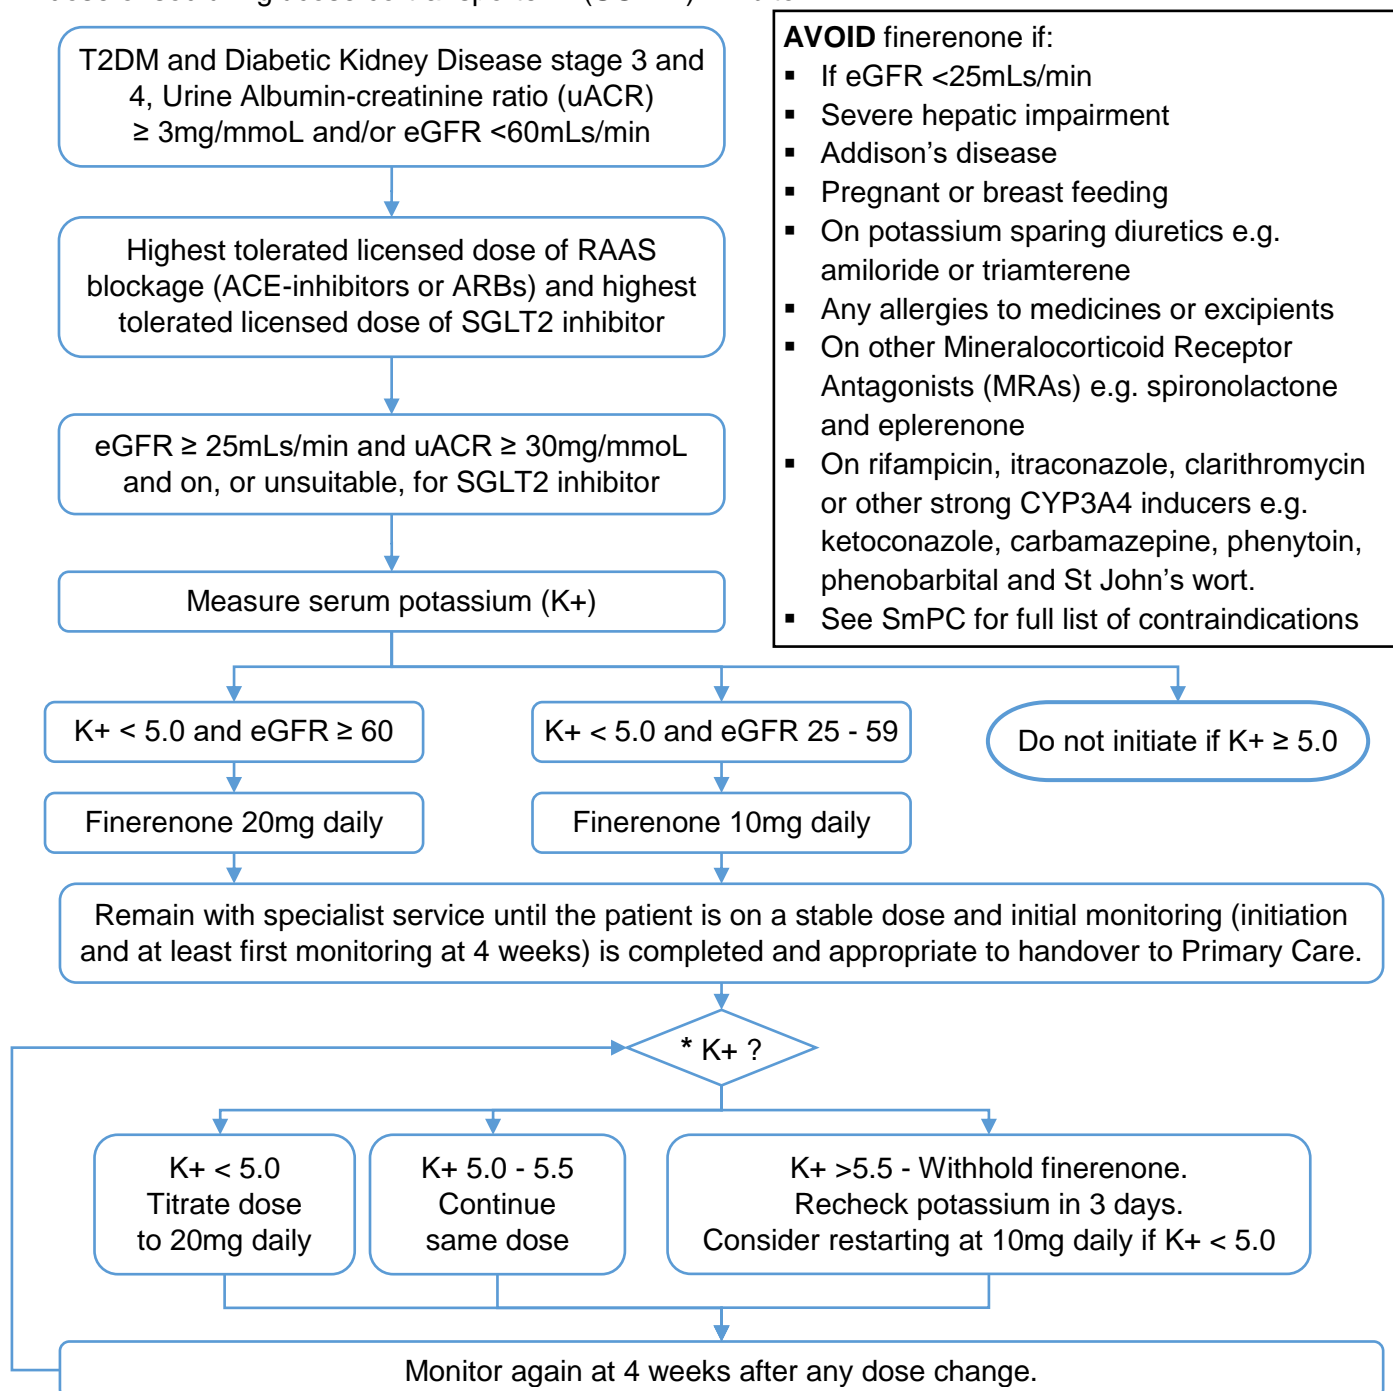 T2DM and Diabetic Kidney Disease stage 3 and
4, Urine Albumin-creatinine ratio (uACR)
≥ 3mg/mmoL and/or eGFR <60mLs/min
Highest tolerated licensed dose of RAAS
blockage (ACE-inhibitors or ARBs) and highest
tolerated licensed dose of SGLT2 inhibitor
eGFR ≥ 25mLs/min and uACR ≥ 30mg/mmoL
and on, or unsuitable, for SGLT2 inhibitor
Measure serum potassium (K+)
AVOID finerenone if:
▪ If eGFR <25mLs/min
▪ Severe hepatic impairment
▪ Addison’s disease
▪ Pregnant or breast feeding
▪ On potassium sparing diuretics e.g.
amiloride or triamterene
▪ Any allergies to medicines or excipients
▪ On other Mineralocorticoid Receptor
Antagonists (MRAs) e.g. spironolactone
and eplerenone
▪ On rifampicin, itraconazole, clarithromycin
or other strong CYP3A4 inducers e.g.
ketoconazole, carbamazepine, phenytoin,
phenobarbital and St John’s wort.
▪ See SmPC for full list of contraindications
K+ < 5.0 and eGFR ≥ 60
K+ < 5.0 and eGFR 25 - 59
Do not initiate if K+ ≥ 5.0
Finerenone 20mg daily
Finerenone 10mg daily
Remain with specialist service until the patient is on a stable dose and initial monitoring (initiation
and at least first monitoring at 4 weeks) is completed and appropriate to handover to Primary Care.
* K+ ?
K+ < 5.0
Titrate dose
to 20mg daily
K+ 5.0 - 5.5
Continue
same dose
K+ >5.5 - Withhold finerenone.
Recheck potassium in 3 days.
Consider restarting at 10mg daily if K+ < 5.0
Monitor again at 4 weeks after any dose change.